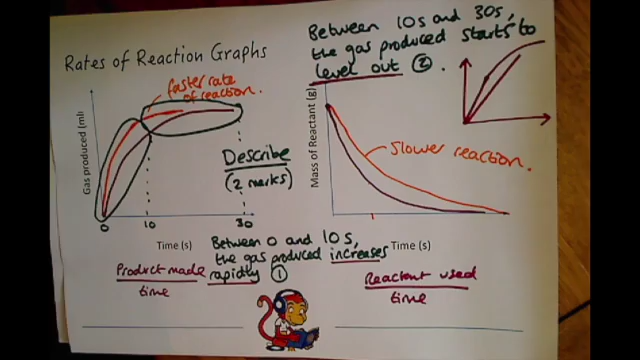 Rates of Reaction Graphs
Between 10s and 30s,
the gas produced starts to
level out ②.
faster rate
of reaction.
Gas produced (ml)
Describe
(2 marks)
0
10
30
Time (s)
Mass of Reactant (g)
Slower reaction.
Time (s)
Between 0 and 10s,
the gas produced increases
rapidly ①
Product made
time
Reactant used
time